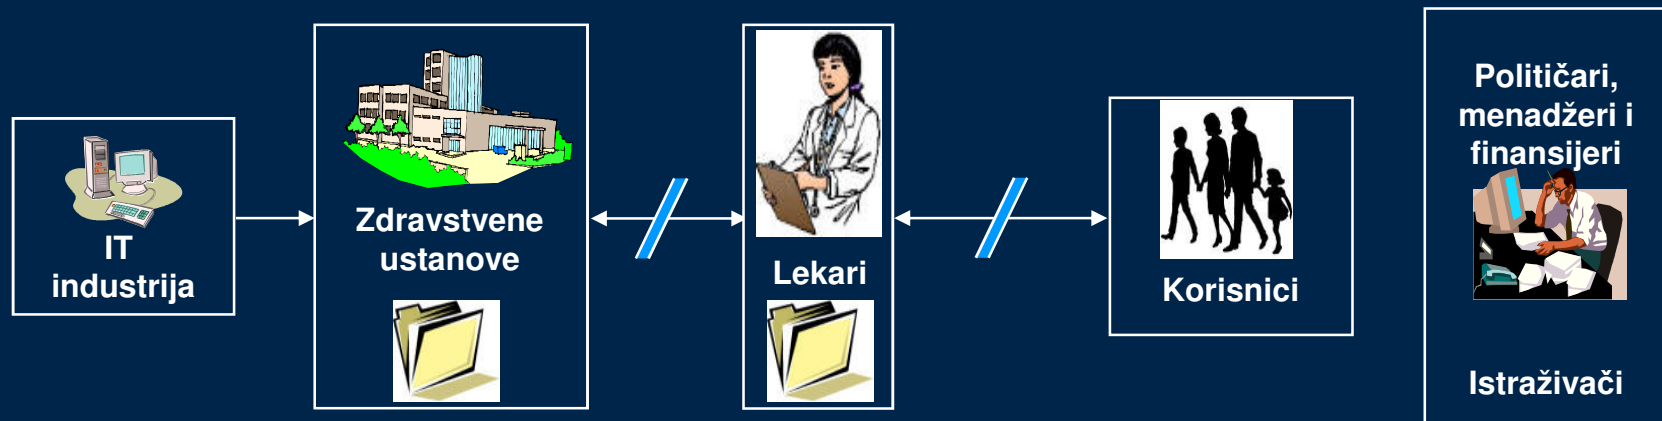 IT
industrija
Zdravstvene
ustanove
Lekari
Korisnici
Političari,
menadžeri i
finansijeri
Istraživači